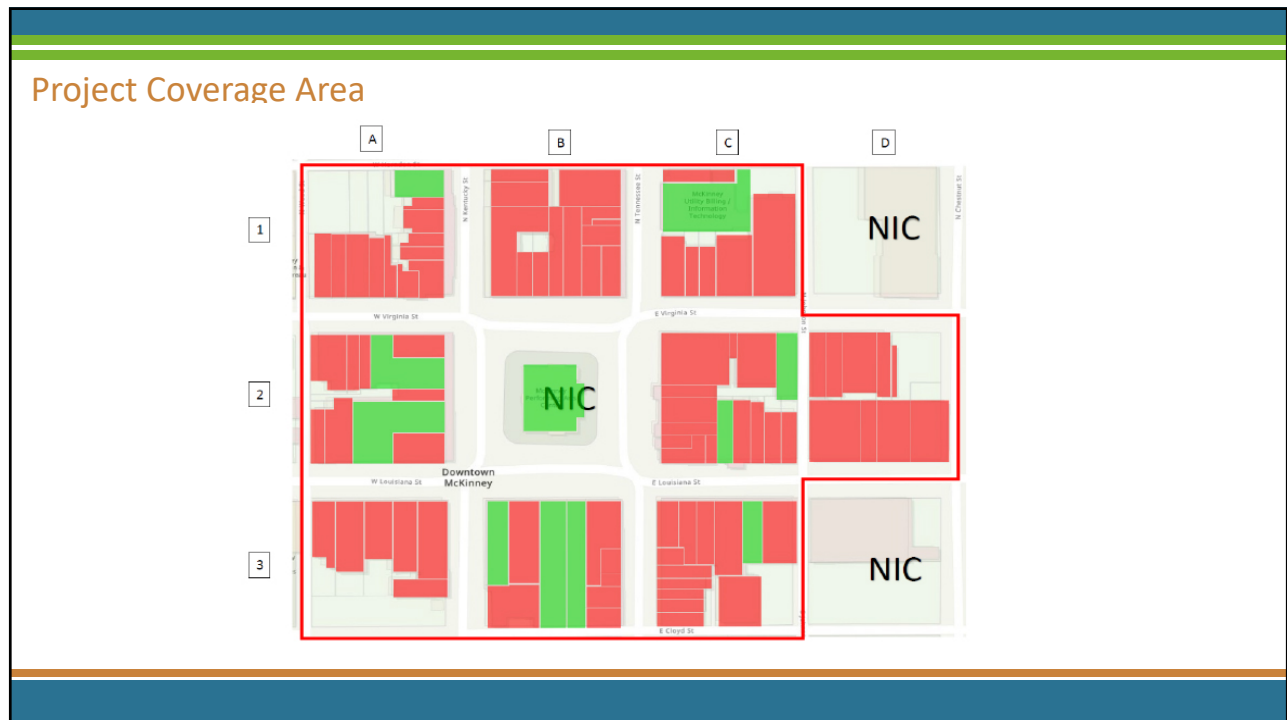 Project Coverage Area
A
B
C
D
N Kentucky St
N Tennessee St
N Chestnut St
1
McKinney
Utility Billing /
Information
Technology
NIC
W Virginia St
E Virginia St
2
NIC
Downtown
McKinney
W Louisiana St
E Louisiana St
3
NIC
E Cloyd St